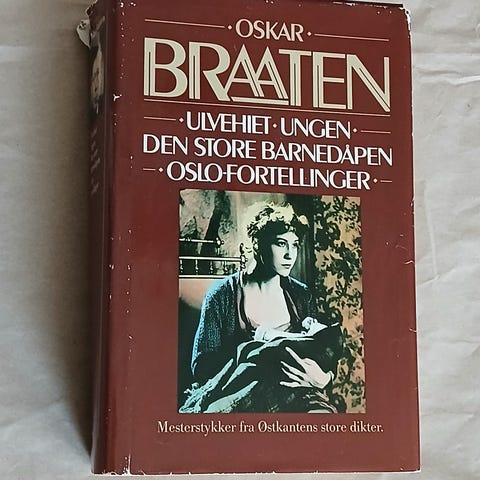 · OSKAR ·
BRAATEN
· ULVEHIET · UNGEN ·
DEN STORE BARNEDÅPEN
· OSLO-FORTELLINGER ·
Mesterstykker fra Østkantens store dikter.